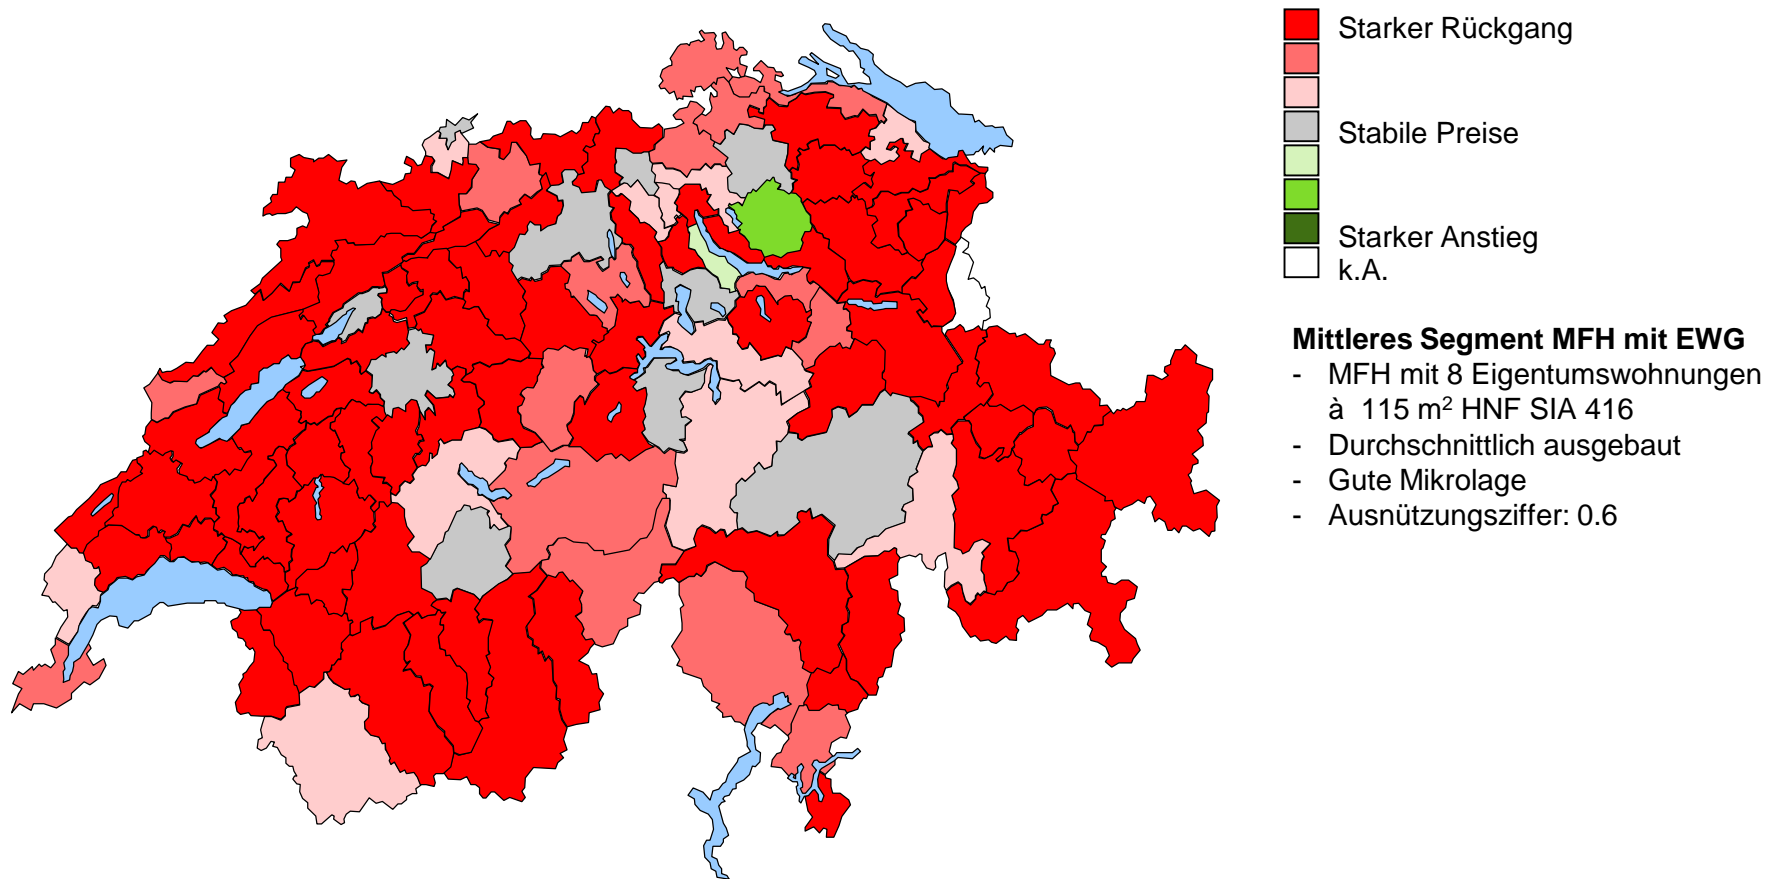 Starker Rückgang
Stabile Preise
Starker Anstieg
k.A.
Mittleres Segment MFH mit EWG
- MFH mit 8 Eigentumswohnungen
à 115 m² HNF SIA 416
- Durchschnittlich ausgebaut
- Gute Mikrolage
- Ausnützungsziffer: 0.6